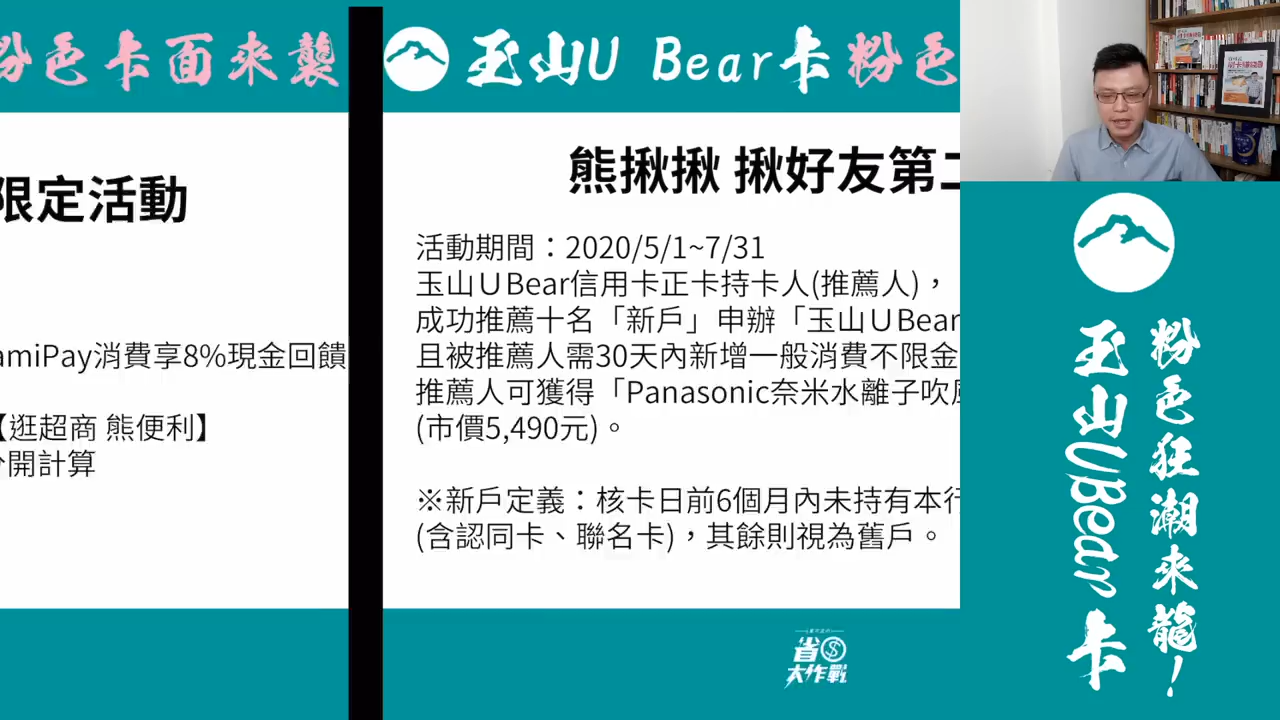 粉色卡面來襲
限定活動
amiPay消費享8%現金回饋
【逛超商 熊便利】
分開計算
玉山U Bear卡粉色
熊揪揪 揪好友第二
活動期間：2020/5/1~7/31
玉山UBear信用卡正卡持卡人(推薦人)，
成功推薦十名「新戶」申辦「玉山UBear
且被推薦人需30天內新增一般消費不限金
推薦人可獲得「Panasonic奈米水離子吹風
(市價5,490元)。
※新戶定義：核卡日前6個月內未持有本行
(含認同卡、聯名卡)，其餘則視為舊戶。
省
大作戰
粉色狂潮來龍！
玉山UBear卡